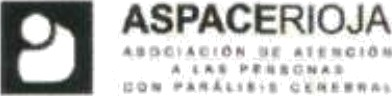 ASPACERIOJA
ASOCIACIÓN DE ATENCIÓN
A LAS PERSONAS
CON PARÁLISIS CEREBRAL